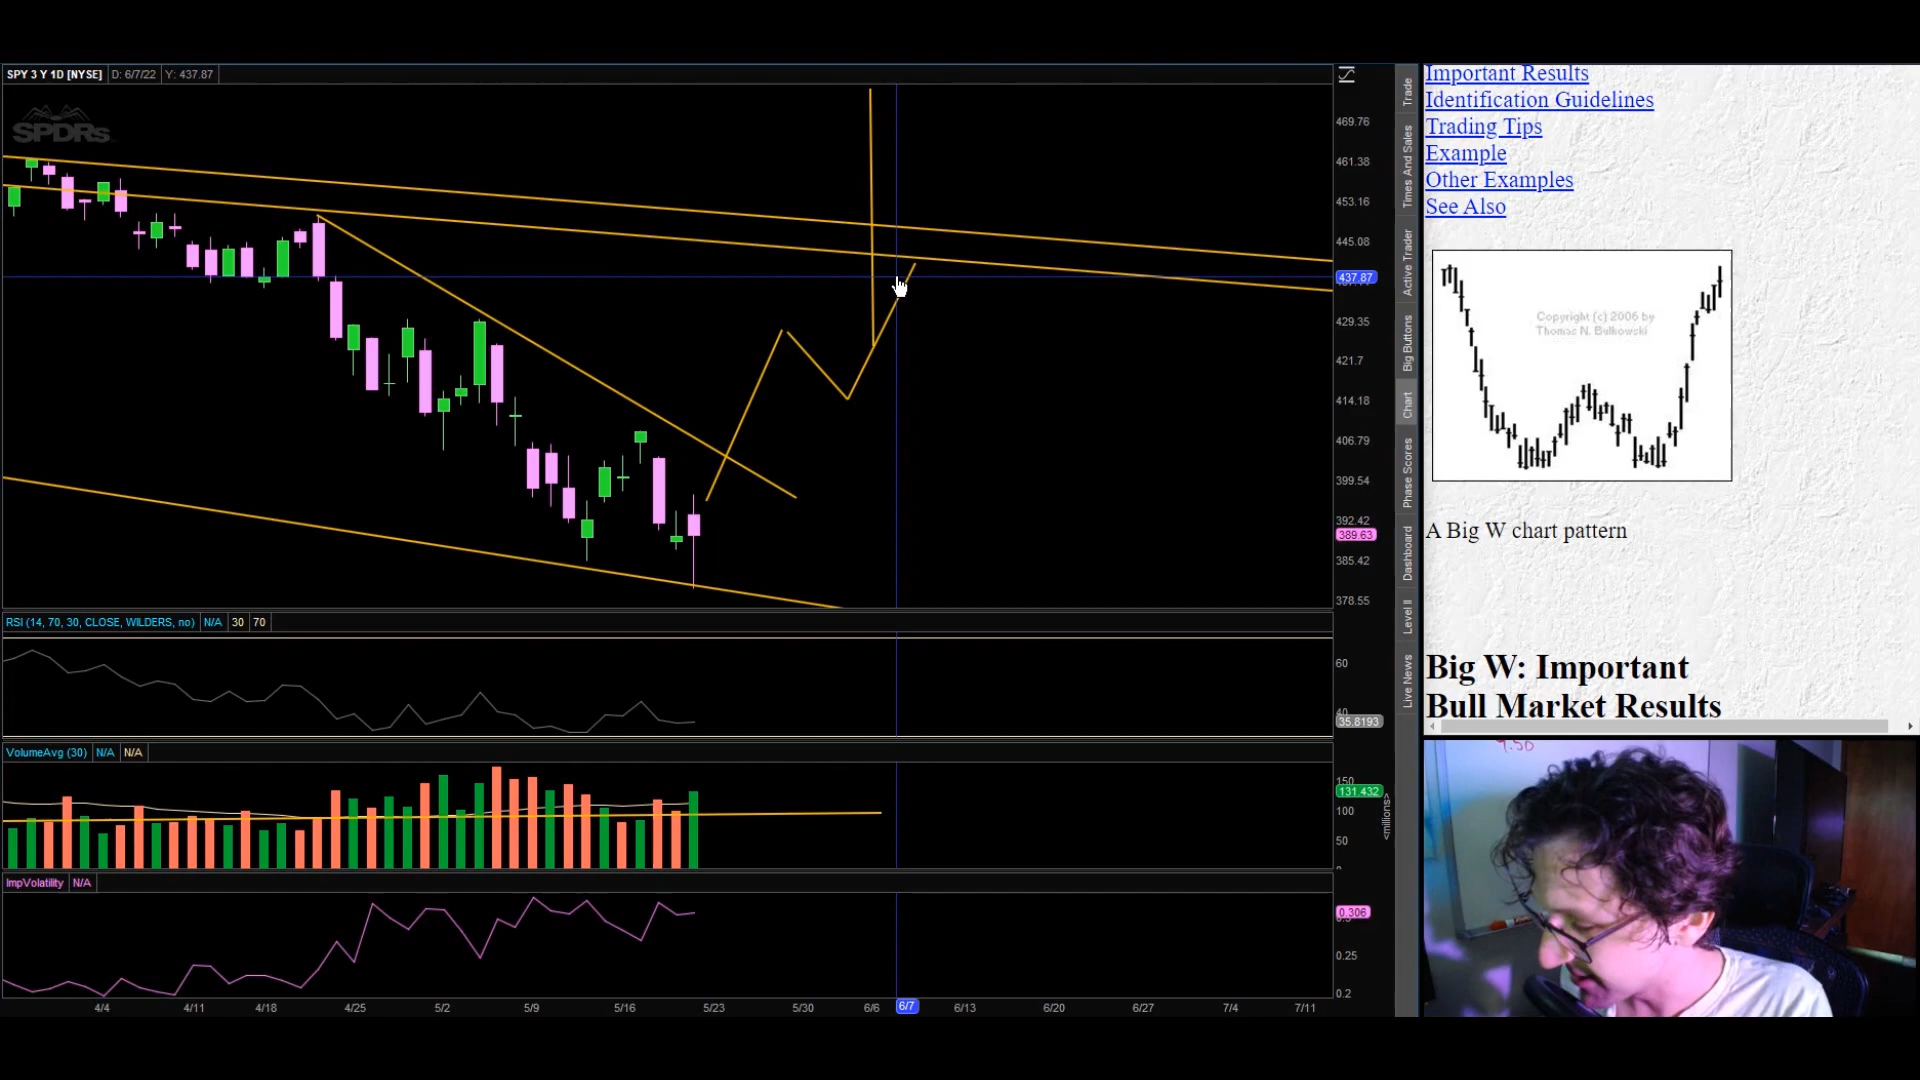 SPY 3 Y 1D [NYSE] D: 6/7/22 Y: 437.87
SPDRs
469.76
461.38
453.16
445.08
437.87
429.35
421.7
414.18
406.79
399.54
392.42
389.63
385.42
378.55
RSI (14, 70, 30, CLOSE, WILDERS, no) N/A 30 70
60
40
35.8193
VolumeAvg (30) N/A N/A
150
131.432
100
50
<millions>
ImpVolatility N/A
0.306
0.25
0.2
4/4 4/11 4/18 4/25 5/2 5/9 5/16 5/23 5/30 6/6 6/7 6/13 6/20 6/27 7/4 7/11
Trade
Times And Sales
Active Trader
Big Buttons
Chart
Phase Scores
Dashboard
Level II
Live News
Important Results
Identification Guidelines
Trading Tips
Example
Other Examples
See Also
Copyright (c) 2006 by
Thomas N. Bulkowski
A Big W chart pattern
Big W: Important
Bull Market Results